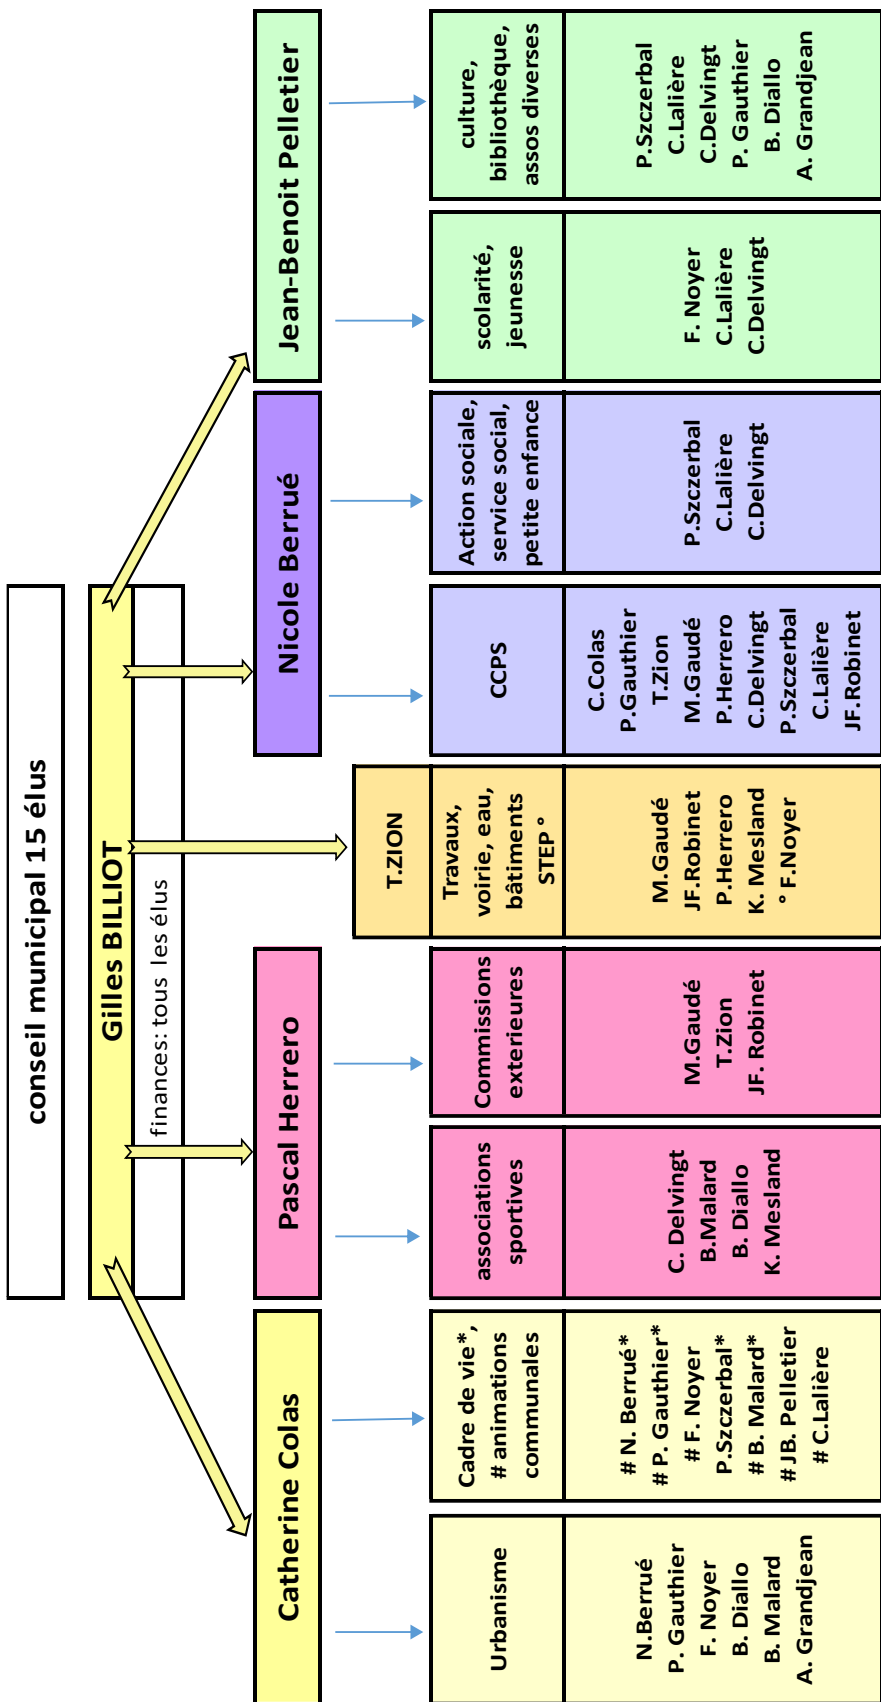 conseil municipal 15 élus
Gilles BILLIOT
finances: tous les élus
Catherine Colas
Pascal Herrero
T.ZION
Nicole Berrué
Jean-Benoit Pelletier
Urbanisme
N.Berrué
P. Gauthier
F. Noyer
B. Diallo
B. Malard
A. Grandjean
Cadre de vie*,
# animations
communales
# N. Berrué*
# P. Gauthier*
# F. Noyer
P.Szczerbal*
# B. Malard*
# JB. Pelletier
# C.Lalière
associations
sportives
C. Delvingt
B.Malard
B. Diallo
K. Mesland
Commissions
exterieures
M.Gaudé
T.Zion
JF. Robinet
Travaux,
voirie, eau,
bâtiments
STEP °
M.Gaudé
JF.Robinet
P.Herrero
K. Mesland
° F.Noyer
CCPS
C.Colas
P.Gauthier
T.Zion
M.Gaudé
P.Herrero
C.Delvingt
P.Szczerbal
C.Lalière
JF.Robinet
Action sociale,
service social,
petite enfance
P.Szczerbal
C.Lalière
C.Delvingt
scolarité,
jeunesse
F. Noyer
C.Lalière
C.Delvingt
culture,
bibliothèque,
assos diverses
P.Szczerbal
C.Lalière
C.Delvingt
P. Gauthier
B. Diallo
A. Grandjean